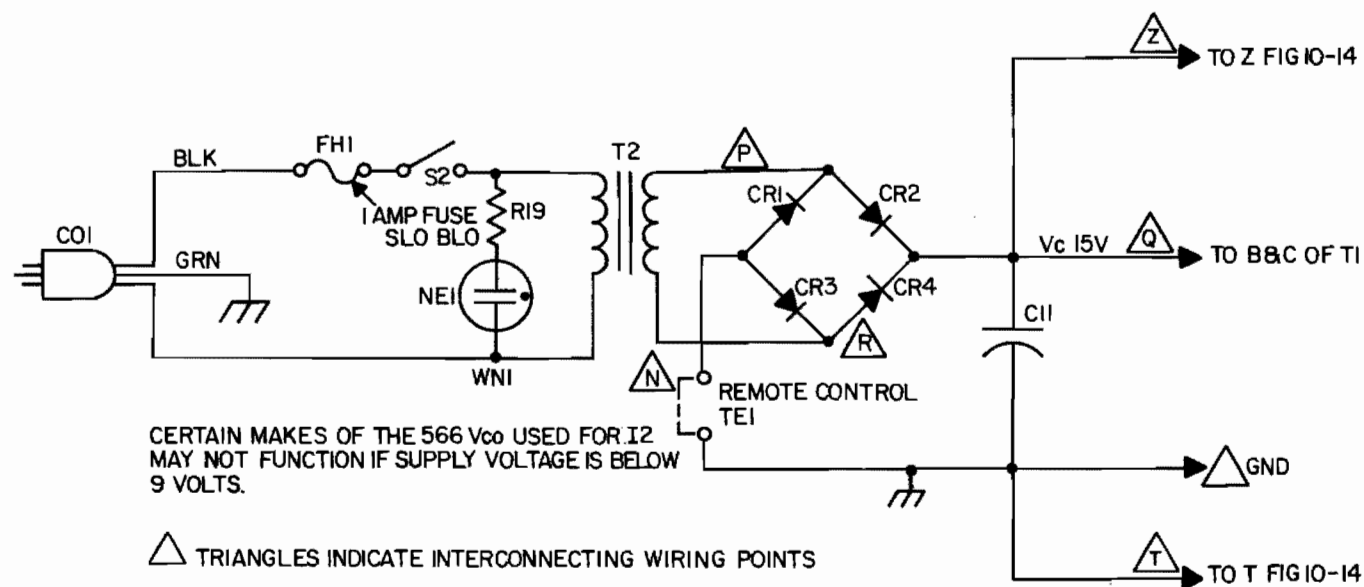 Z
TO Z FIG 10-14
FH1
BLK
S2
T2
P
1 AMP FUSE
SLO BLO
R19
CR1
CR2
CO1
GRN
Vc 15V
Q
TO B&C OF T1
NE1
CR3
CR4
C11
R
WN1
N
REMOTE CONTROL
TE1
CERTAIN MAKES OF THE 566 Vco USED FOR I2
MAY NOT FUNCTION IF SUPPLY VOLTAGE IS BELOW
9 VOLTS.
GND
TRIANGLES INDICATE INTERCONNECTING WIRING POINTS
T
TO T FIG 10-14